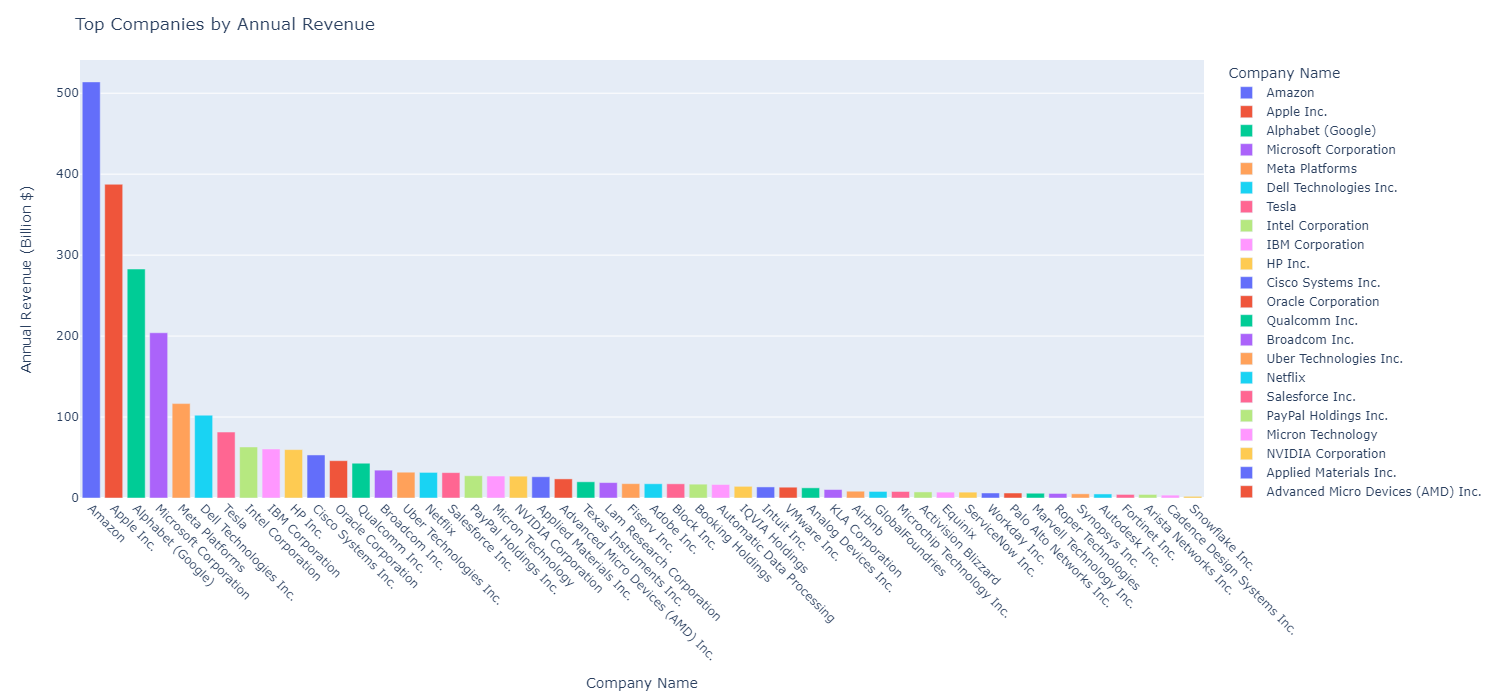 Top Companies by Annual Revenue
Annual Revenue (Billion $)
500
400
300
200
100
0
Amazon
Apple Inc.
Alphabet (Google)
Microsoft Corporation
Meta Platforms
Dell Technologies Inc.
Tesla
Intel Corporation
IBM Corporation
HP Inc.
Cisco Systems Inc.
Oracle Corporation
Qualcomm Inc.
Broadcom Inc.
Uber Technologies Inc.
Netflix
Salesforce Inc.
PayPal Holdings Inc.
Micron Technology
NVIDIA Corporation
Applied Materials Inc.
Advanced Micro Devices (AMD) Inc.
Texas Instruments Inc.
Lam Research Corporation
Fiserv Inc.
Adobe Inc.
Block Inc.
Booking Holdings
Automatic Data Processing
IQVIA Holdings
Intuit Inc.
VMware Inc.
Analog Devices Inc.
KLA Corporation
Airbnb
GlobalFoundries
Microchip Technology Inc.
Activision Blizzard
Equinix
ServiceNow Inc.
Workday Inc.
Palo Alto Networks Inc.
Marvell Technology Inc.
Roper Technologies
Synopsys Inc.
Autodesk Inc.
Fortinet Inc.
Arista Networks Inc.
Cadence Design Systems Inc.
Snowflake Inc.
Company Name
Company Name
Amazon
Apple Inc.
Alphabet (Google)
Microsoft Corporation
Meta Platforms
Dell Technologies Inc.
Tesla
Intel Corporation
IBM Corporation
HP Inc.
Cisco Systems Inc.
Oracle Corporation
Qualcomm Inc.
Broadcom Inc.
Uber Technologies Inc.
Netflix
Salesforce Inc.
PayPal Holdings Inc.
Micron Technology
NVIDIA Corporation
Applied Materials Inc.
Advanced Micro Devices (AMD) Inc.